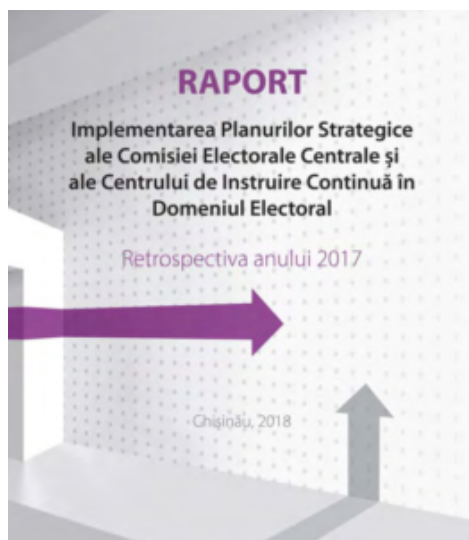 RAPORT
Implementarea Planurilor Strategice
ale Comisiei Electorale Centrale și
ale Centrului de Instruire Continuă în
Domeniul Electoral
Retrospectiva anului 2017
Chișinău, 2018